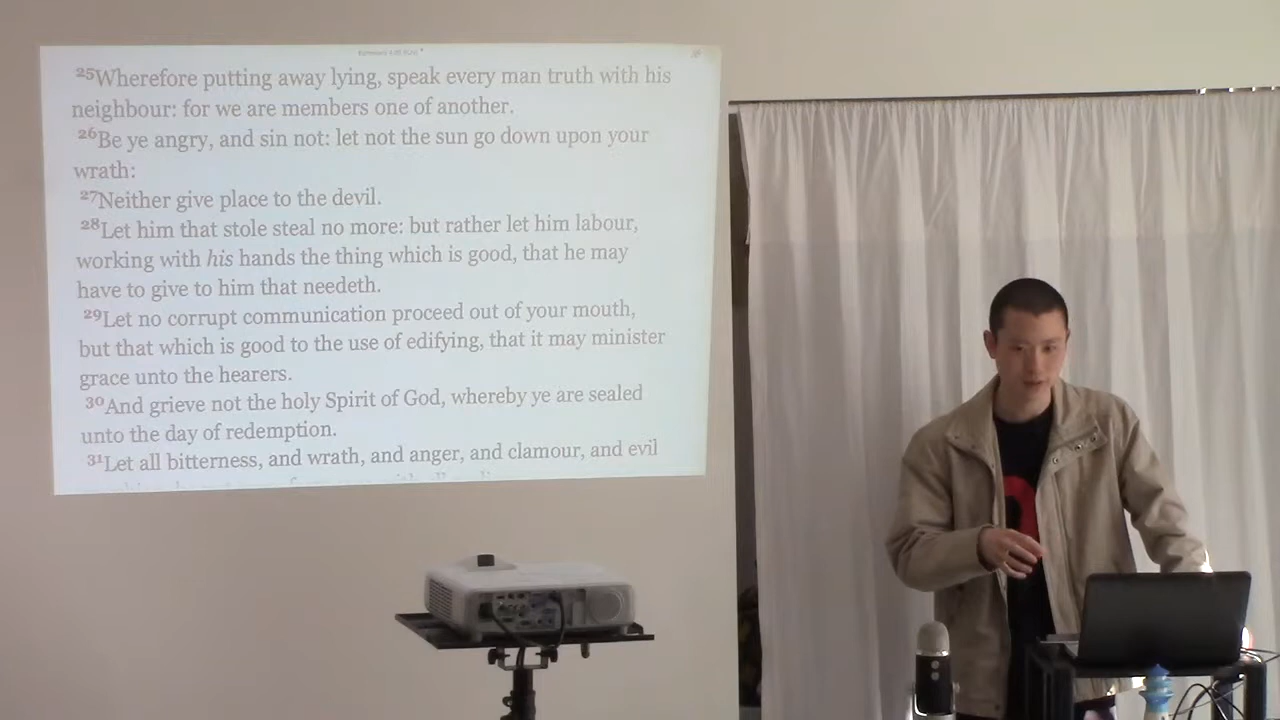 ²⁵Wherefore putting away lying, speak every man truth with his
neighbour: for we are members one of another.
²⁶Be ye angry, and sin not: let not the sun go down upon your
wrath:
²⁷Neither give place to the devil.
²⁸Let him that stole steal no more: but rather let him labour,
working with his hands the thing which is good, that he may
have to give to him that needeth.
²⁹Let no corrupt communication proceed out of your mouth,
but that which is good to the use of edifying, that it may minister
grace unto the hearers.
³⁰And grieve not the holy Spirit of God, whereby ye are sealed
unto the day of redemption.
³¹Let all bitterness, and wrath, and anger, and clamour, and evil